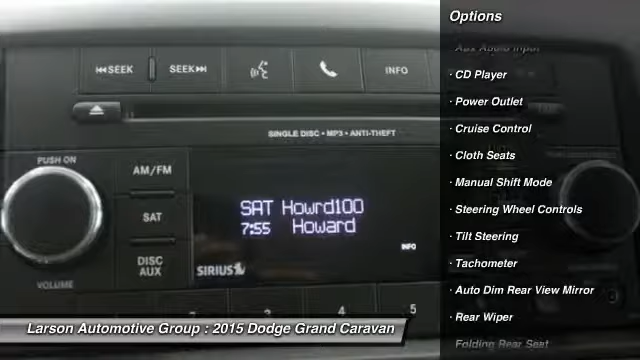 Options
Aux Audio Input
· CD Player
· Power Outlet
· Cruise Control
· Cloth Seats
· Manual Shift Mode
· Steering Wheel Controls
· Tilt Steering
· Tachometer
· Auto Dim Rear View Mirror
· Rear Wiper
Folding Rear Seat
SEEK
SEEK
INFO
SINGLE DISC • MP3 • ANTI-THEFT
PUSH ON
VOLUME
AM/FM
SAT
DISC
AUX
SAT Howrd100
7:55 Howard
INFO
SIRIUS
4
5
Larson Automotive Group : 2015 Dodge Grand Caravan